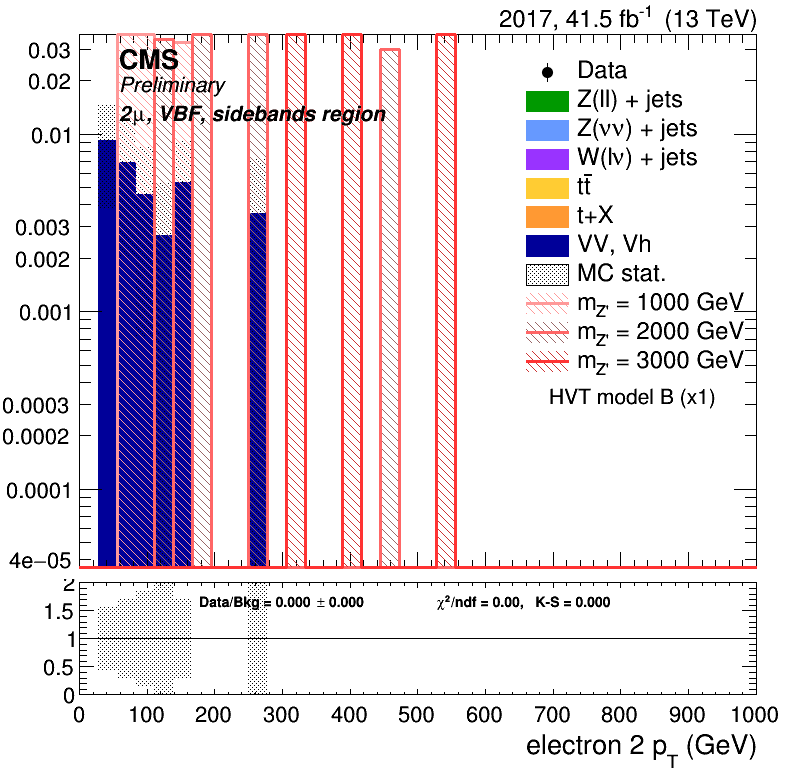 2017, 41.5 fb⁻¹ (13 TeV)
CMS
Preliminary
2μ, VBF, sidebands region
Data
Z(ll) + jets
Z(νν) + jets
W(lν) + jets
tt̄
t+X
VV, Vh
MC stat.
m_Z' = 1000 GeV
m_Z' = 2000 GeV
m_Z' = 3000 GeV
HVT model B (x1)
0.03
0.02
0.01
0.003
0.002
0.001
0.0003
0.0002
0.0001
4e−05
Data/Bkg = 0.000 ± 0.000 χ²/ndf = 0.00, K-S = 0.000
2
1.5
1
0.5
0
0 100 200 300 400 500 600 700 800 900 1000
electron 2 p_T (GeV)